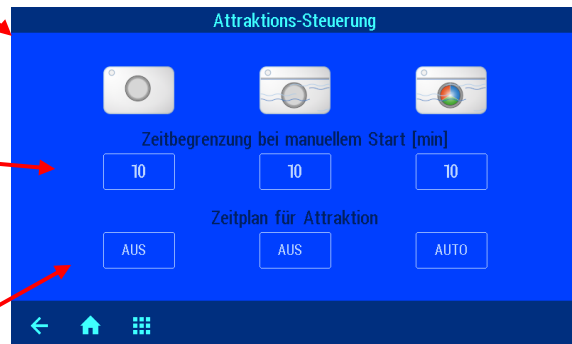 Attraktions-Steuerung
Zeitbegrenzung bei manuellem Start [min]
10 10 10
Zeitplan für Attraktion
AUS AUS AUTO